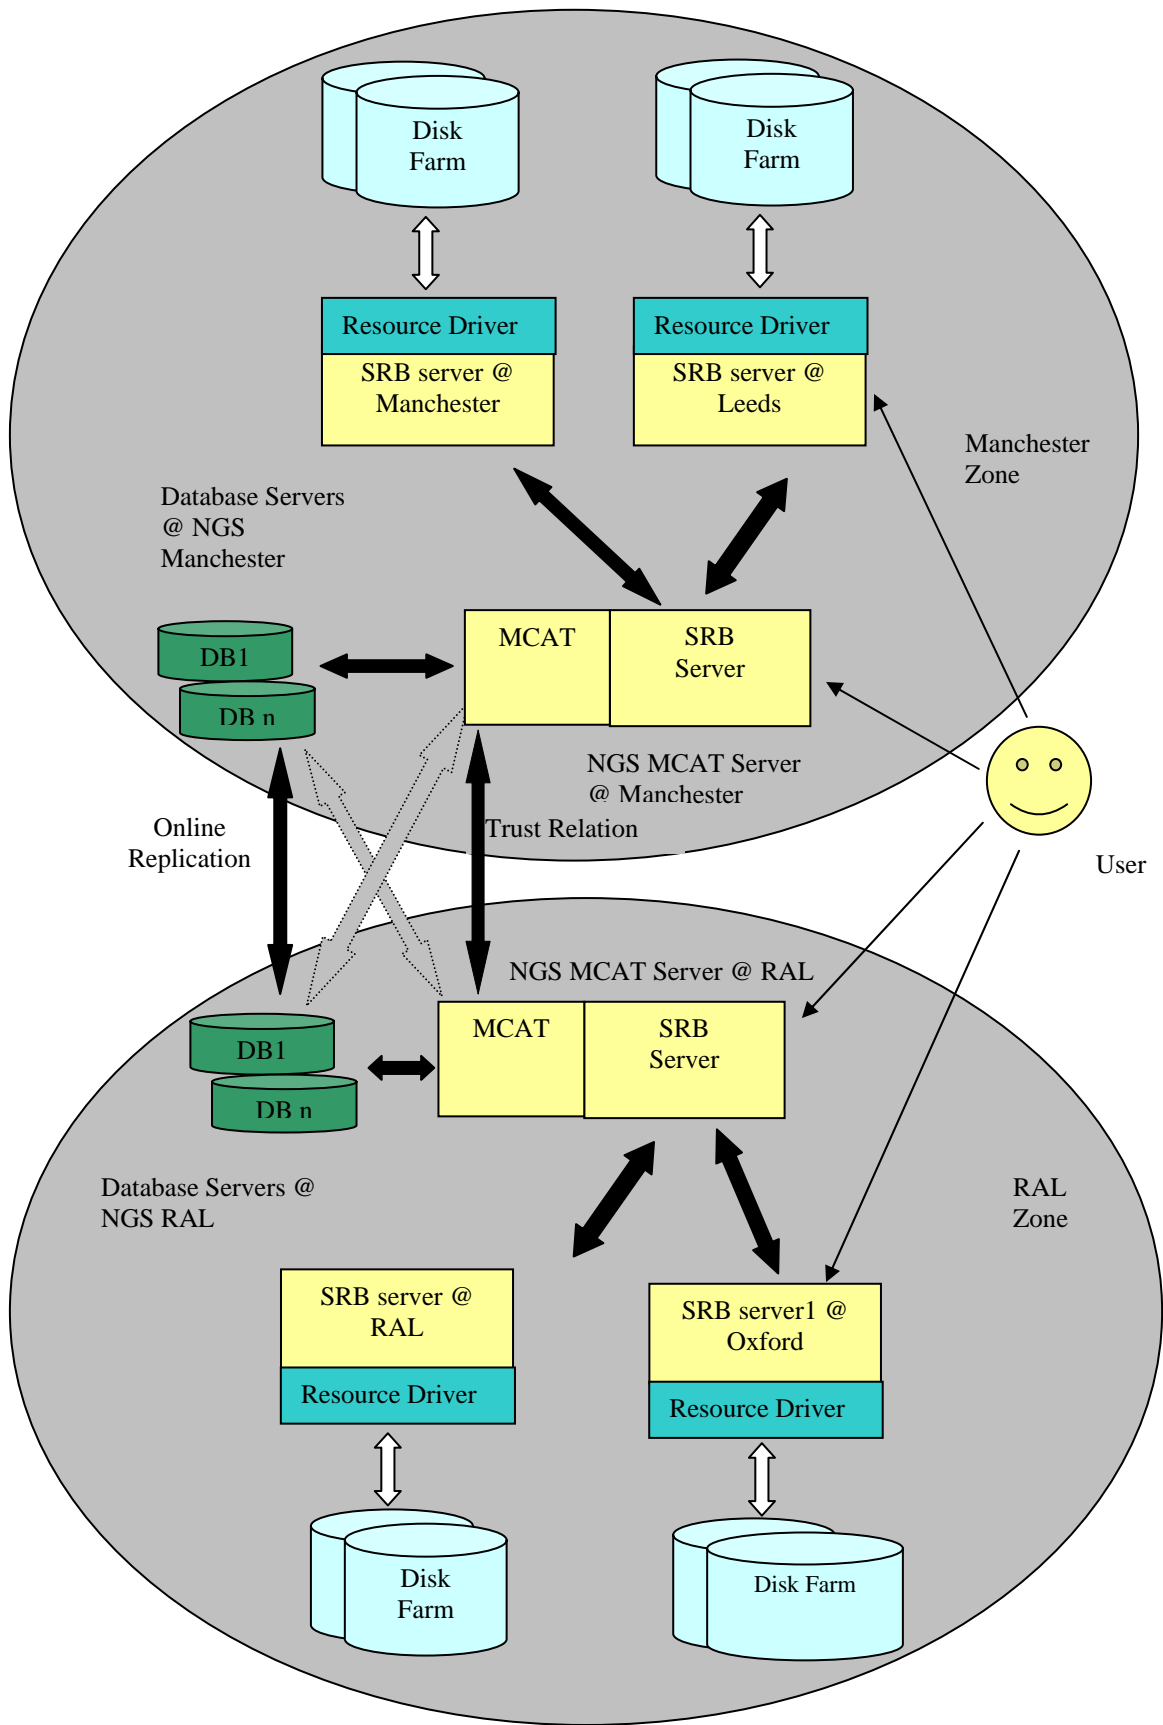 Disk
Farm
Disk
Farm
Resource Driver
SRB server @
Manchester
Resource Driver
SRB server @
Leeds
Manchester
Zone
Database Servers
@ NGS
Manchester
DB1
DB n
MCAT
SRB
Server
NGS MCAT Server
@ Manchester
Online
Replication
Trust Relation
User
NGS MCAT Server @ RAL
DB1
DB n
MCAT
SRB
Server
Database Servers @
NGS RAL
RAL
Zone
SRB server @
RAL
Resource Driver
SRB server1 @
Oxford
Resource Driver
Disk
Farm
Disk Farm